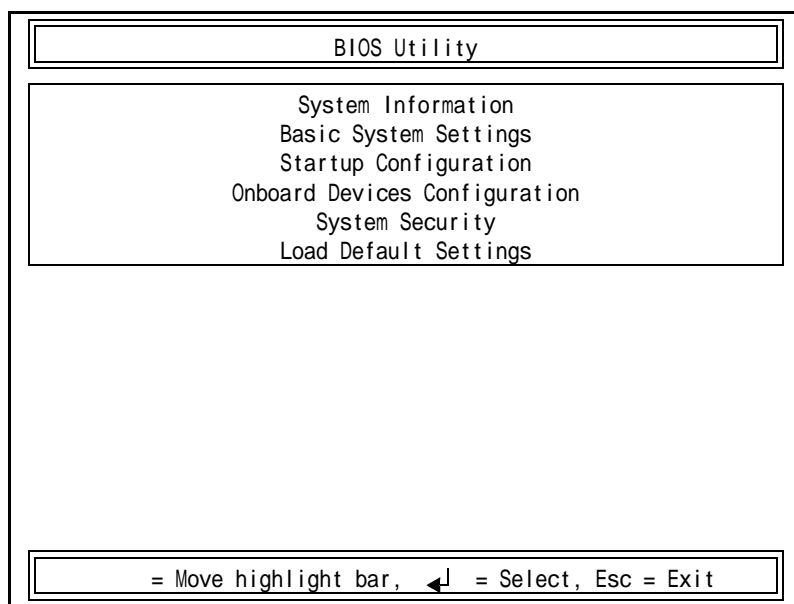 BIOS Utility
System Information
Basic System Settings
Startup Configuration
Onboard Devices Configuration
System Security
Load Default Settings
= Move highlight bar, ↵ = Select, Esc = Exit